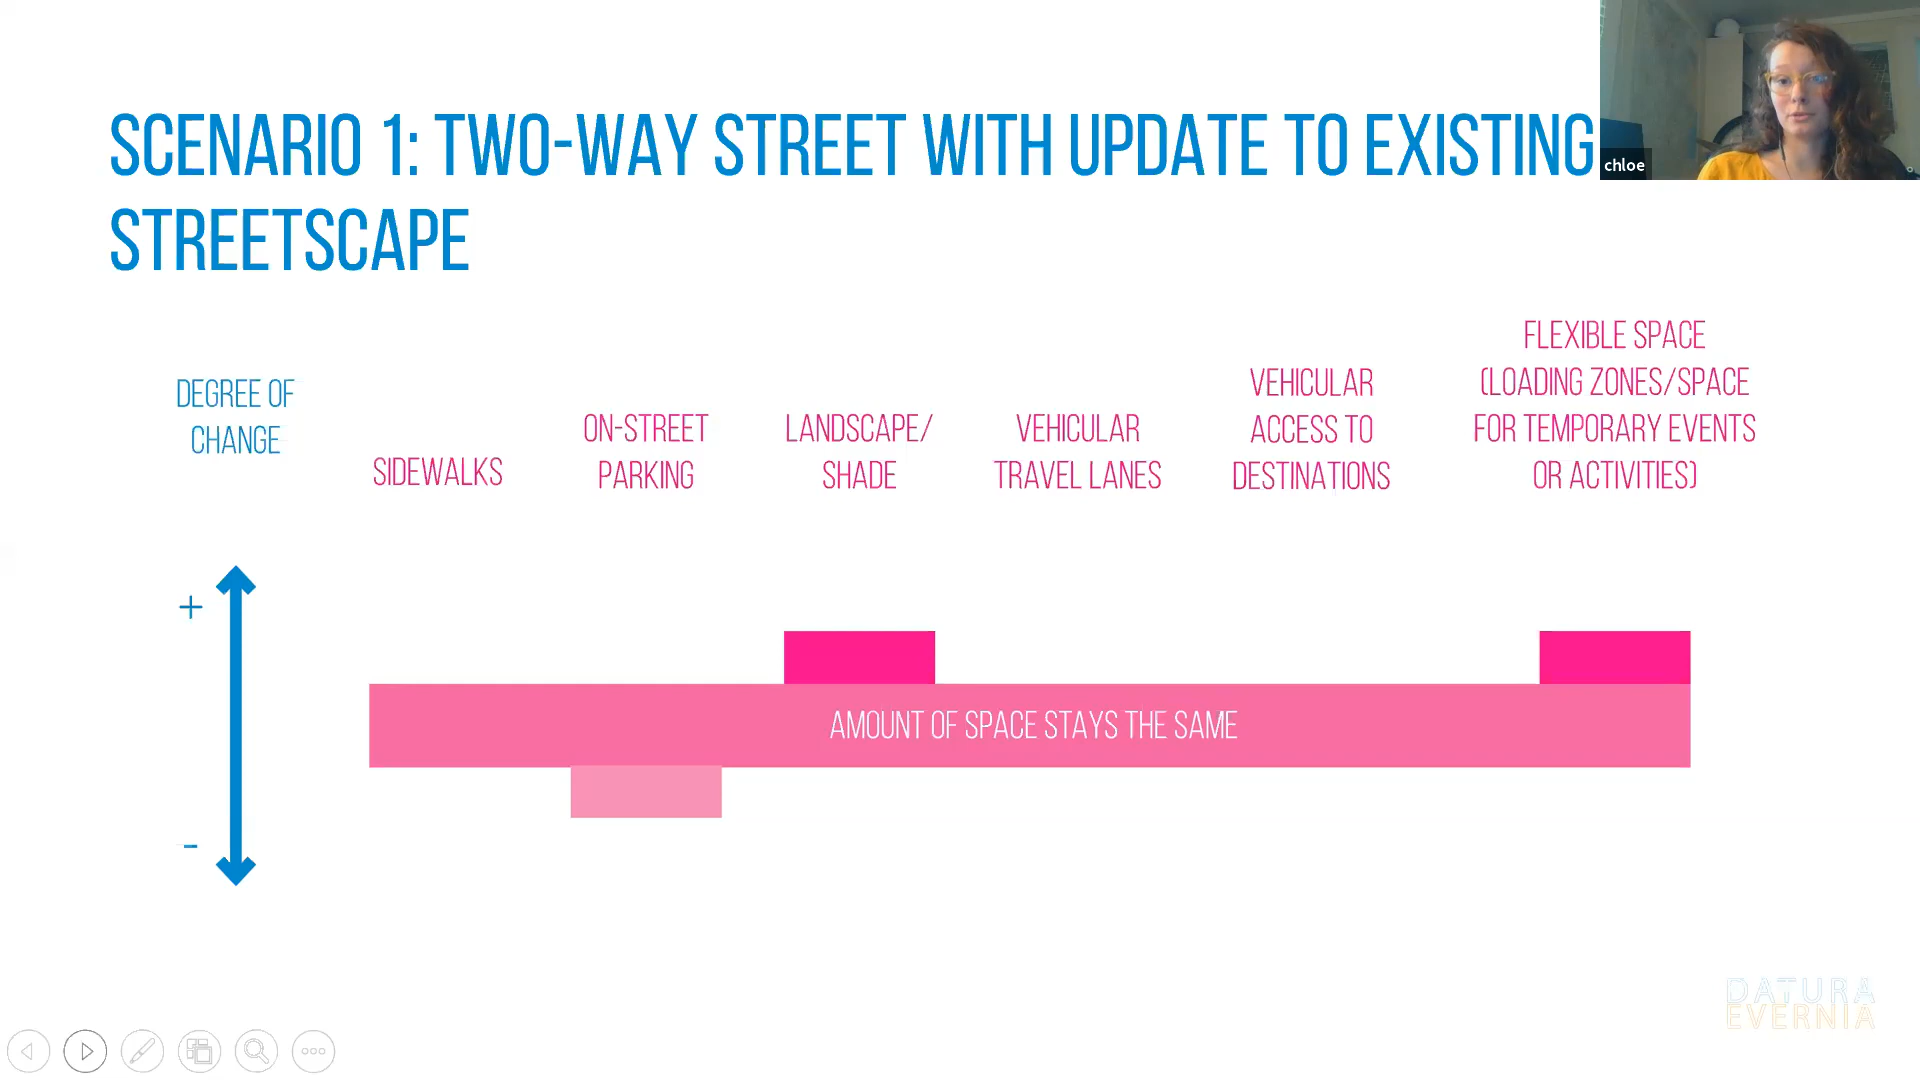 SCENARIO 1: TWO-WAY STREET WITH UPDATE TO EXISTING
STREETSCAPE
chloe
DEGREE OF
CHANGE
SIDEWALKS
ON-STREET
PARKING
LANDSCAPE/
SHADE
VEHICULAR
TRAVEL LANES
VEHICULAR
ACCESS TO
DESTINATIONS
FLEXIBLE SPACE
(LOADING ZONES/SPACE
FOR TEMPORARY EVENTS
OR ACTIVITIES)
+
AMOUNT OF SPACE STAYS THE SAME
-
DATURA
EVERNIA